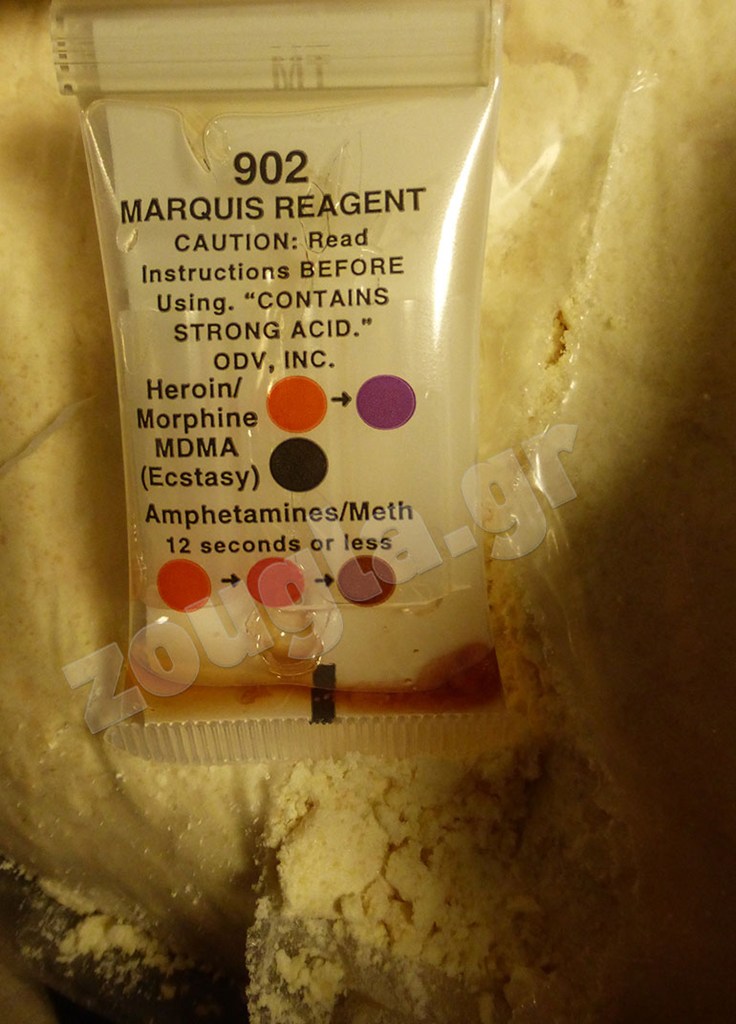 MT
902
MARQUIS REAGENT
CAUTION: Read
Instructions BEFORE
Using. “CONTAINS
STRONG ACID.”
ODV, INC.
Heroin/
Morphine
MDMA
(Ecstasy)
Amphetamines/Meth
12 seconds or less
zougla.gr